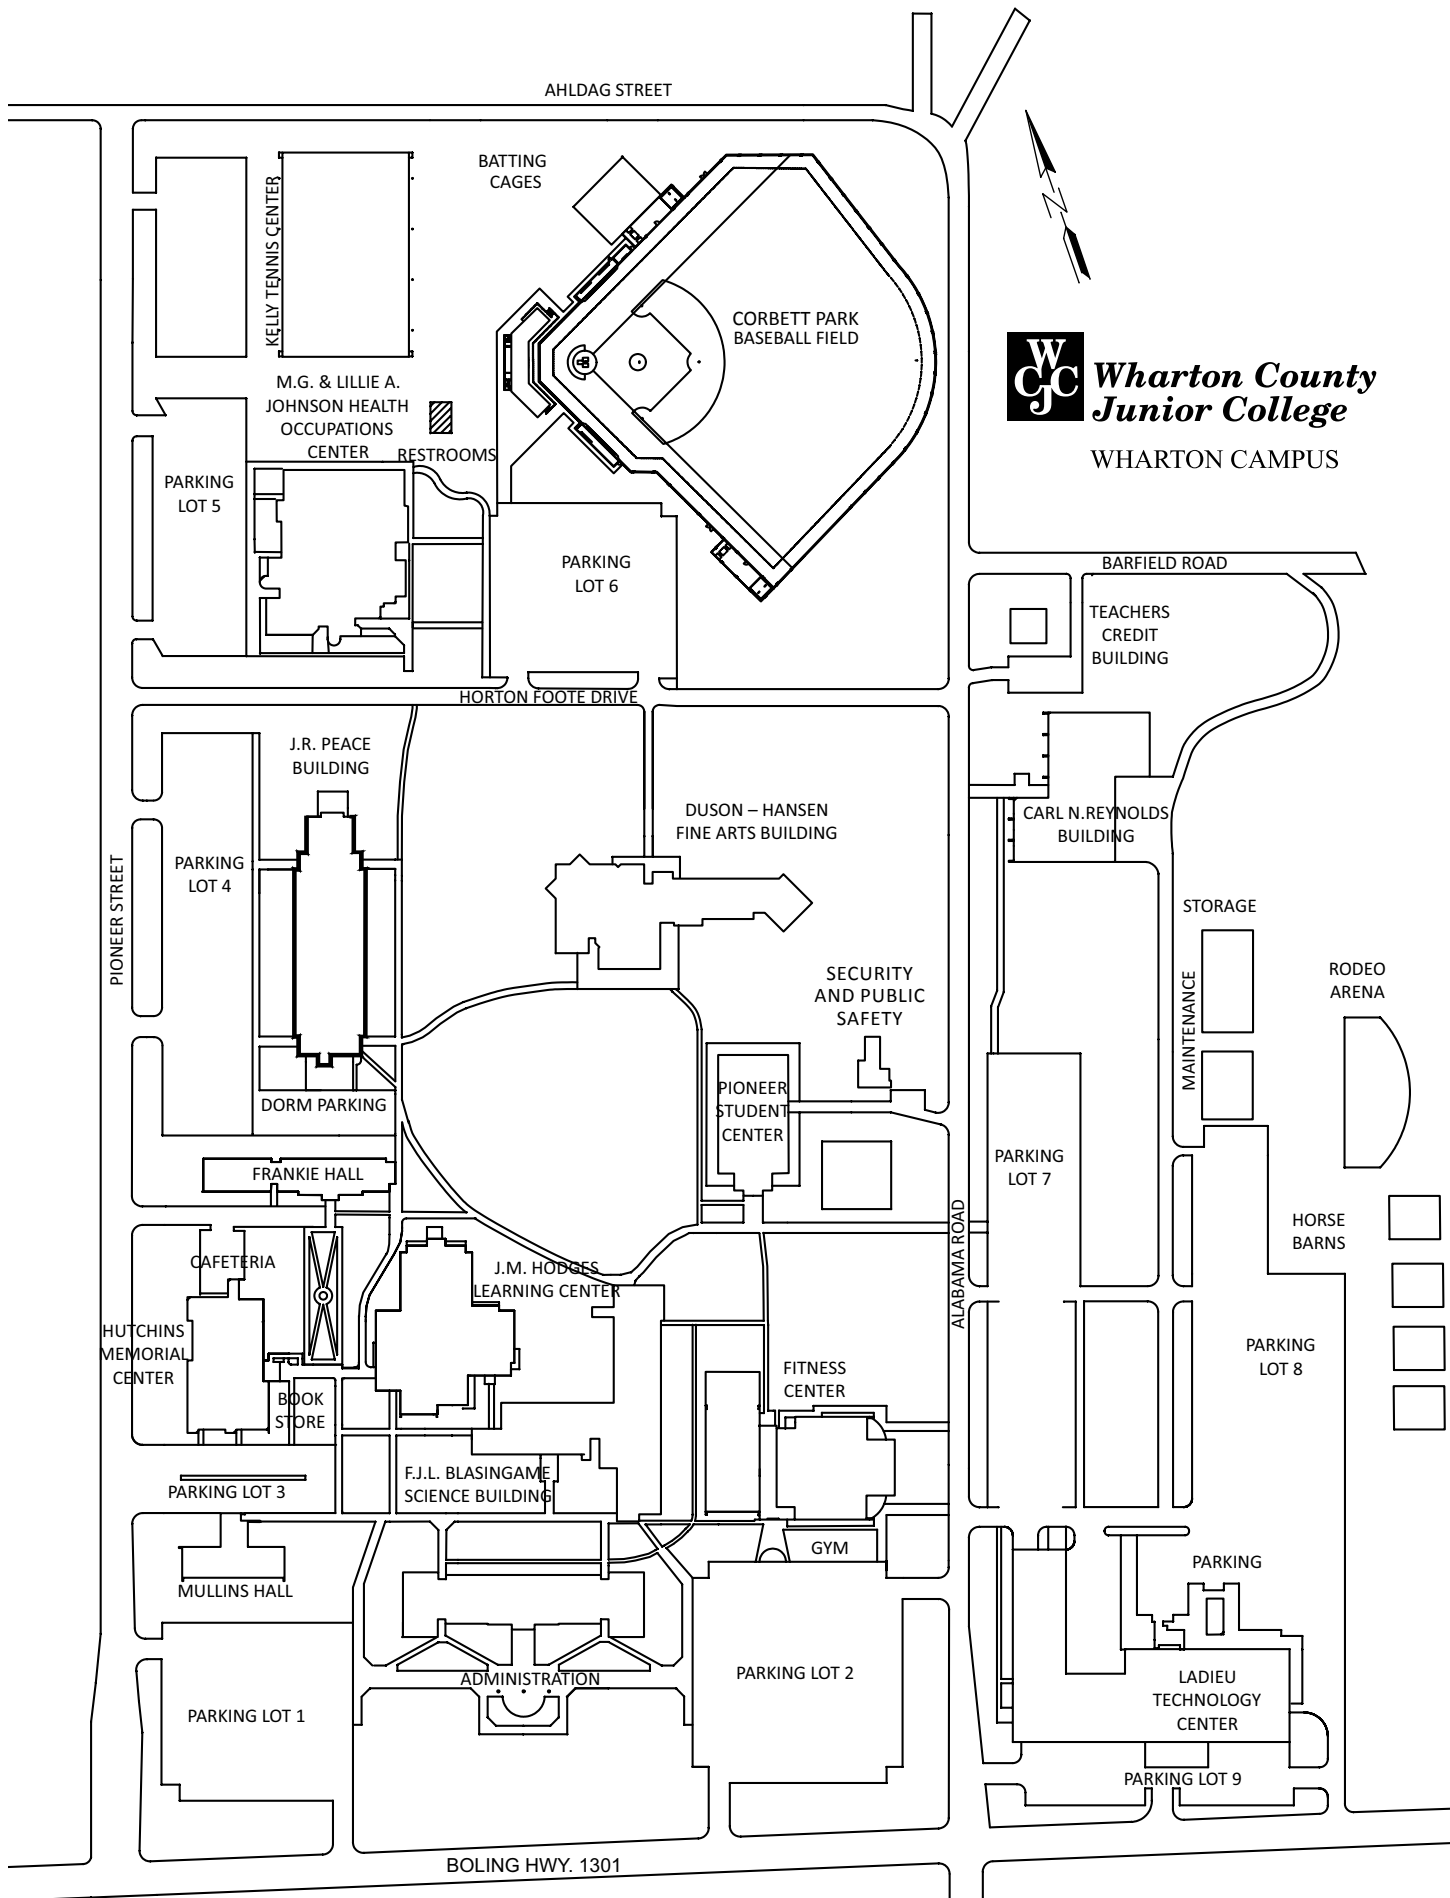 AHLDAG STREET
BATTING
CAGES
KELLY TENNIS CENTER
CORBETT PARK
BASEBALL FIELD
N
W
CJC
Wharton County
Junior College
WHARTON CAMPUS
M.G. & LILLIE A.
JOHNSON HEALTH
OCCUPATIONS
CENTER
RESTROOMS
PARKING
LOT 5
PARKING
LOT 6
BARFIELD ROAD
TEACHERS
CREDIT
BUILDING
HORTON FOOTE DRIVE
J.R. PEACE
BUILDING
DUSON – HANSEN
FINE ARTS BUILDING
CARL N.REYNOLDS
BUILDING
PARKING
LOT 4
PIONEER STREET
STORAGE
MAINTENANCE
RODEO
ARENA
SECURITY
AND PUBLIC
SAFETY
PIONEER
STUDENT
CENTER
DORM PARKING
FRANKIE HALL
PARKING
LOT 7
ALABAMA ROAD
HORSE
BARNS
CAFETERIA
J.M. HODGES
LEARNING CENTER
HUTCHINS
MEMORIAL
CENTER
BOOK
STORE
FITNESS
CENTER
PARKING
LOT 8
F.J.L. BLASINGAME
SCIENCE BUILDING
PARKING LOT 3
GYM
PARKING
MULLINS HALL
ADMINISTRATION
PARKING LOT 2
LADIEU
TECHNOLOGY
CENTER
PARKING LOT 1
PARKING LOT 9
BOLING HWY. 1301